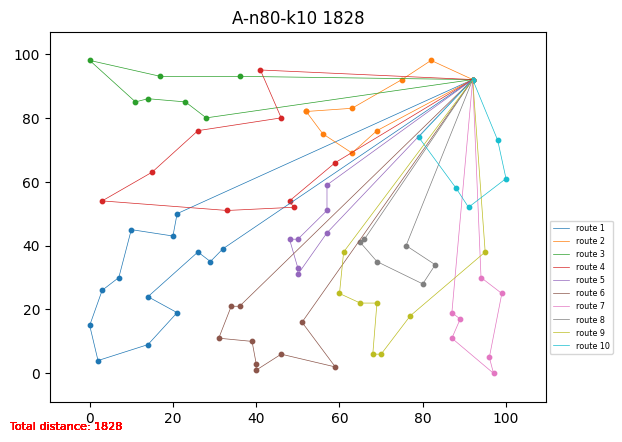 A-n80-k10 1828
100
80
60
40
20
0
0 20 40 60 80 100
route 1
route 2
route 3
route 4
route 5
route 6
route 7
route 8
route 9
route 10
Total distance: 1828